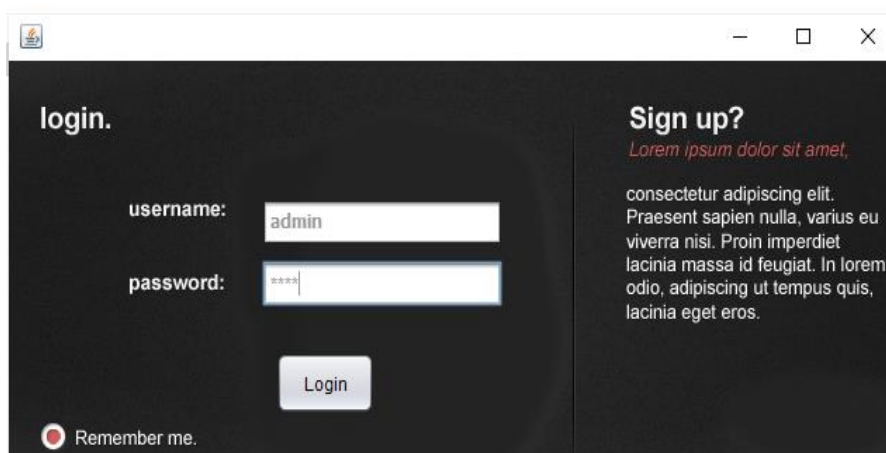 login.
username:
admin
password:
****
Login
Remember me.
Sign up?
Lorem ipsum dolor sit amet,
consectetur adipiscing elit.
Praesent sapien nulla, varius eu
viverra nisi. Proin imperdiet
lacinia massa id feugiat. In lorem
odio, adipiscing ut tempus quis,
lacinia eget eros.